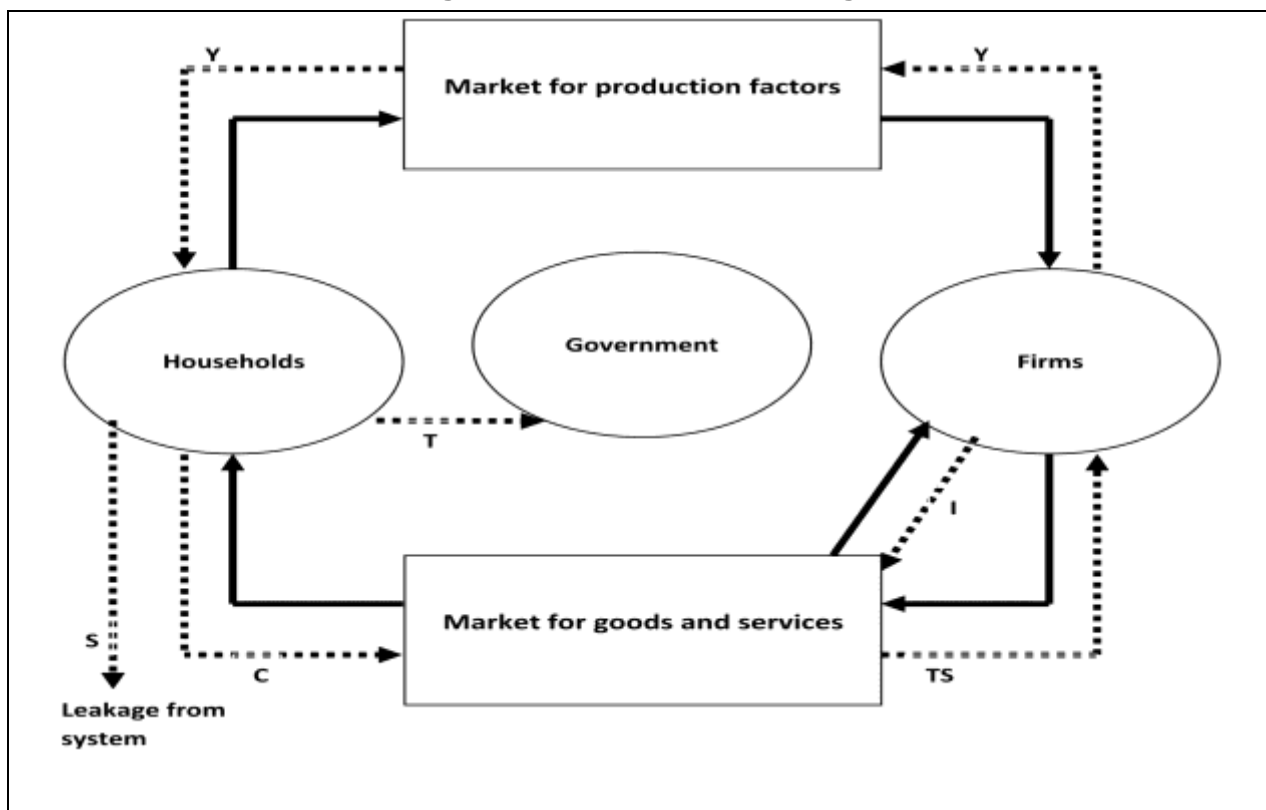 Y
Y
Market for production factors
Government
Households
Firms
T
I
Market for goods and services
S
C
TS
Leakage from
system